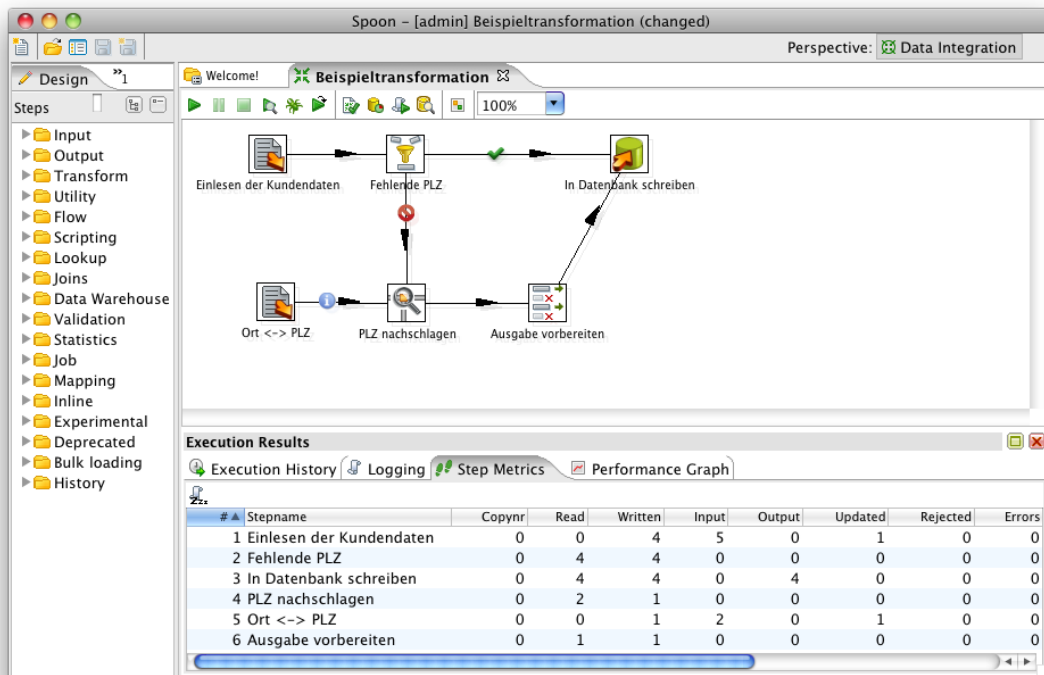 Spoon – [admin] Beispieltransformation (changed)
Perspective: Data Integration
Design »1
Welcome! Beispieltransformation
Steps
100%
Input
Output
Transform
Utility
Flow
Scripting
Lookup
Joins
Data Warehouse
Validation
Statistics
Job
Mapping
Inline
Experimental
Deprecated
Bulk loading
History
Einlesen der Kundendaten Fehlende PLZ In Datenbank schreiben
Ort <-> PLZ PLZ nachschlagen Ausgabe vorbereiten
Execution Results
Execution History Logging Step Metrics Performance Graph
# Stepname Copynr Read Written Input Output Updated Rejected Errors
1 Einlesen der Kundendaten 0 0 4 5 0 1 0 0
2 Fehlende PLZ 0 4 4 0 0 0 0 0
3 In Datenbank schreiben 0 4 4 0 4 0 0 0
4 PLZ nachschlagen 0 2 1 0 0 0 0 0
5 Ort <-> PLZ 0 0 1 2 0 1 0 0
6 Ausgabe vorbereiten 0 1 1 0 0 0 0 0